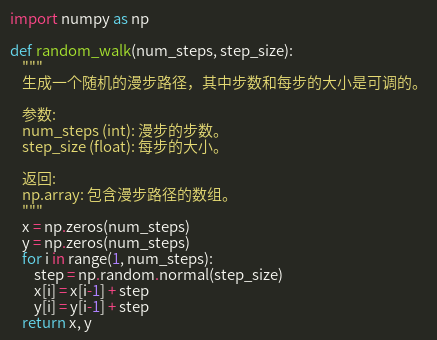 import numpy as np
def random_walk(num_steps, step_size):
"""
生成一个随机的漫步路径，其中步数和每步的大小是可调的。
参数:
num_steps (int): 漫步的步数。
step_size (float): 每步的大小。
返回:
np.array: 包含漫步路径的数组。
"""
x = np.zeros(num_steps)
y = np.zeros(num_steps)
for i in range(1, num_steps):
step = np.random.normal(step_size)
x[i] = x[i-1] + step
y[i] = y[i-1] + step
return x, y